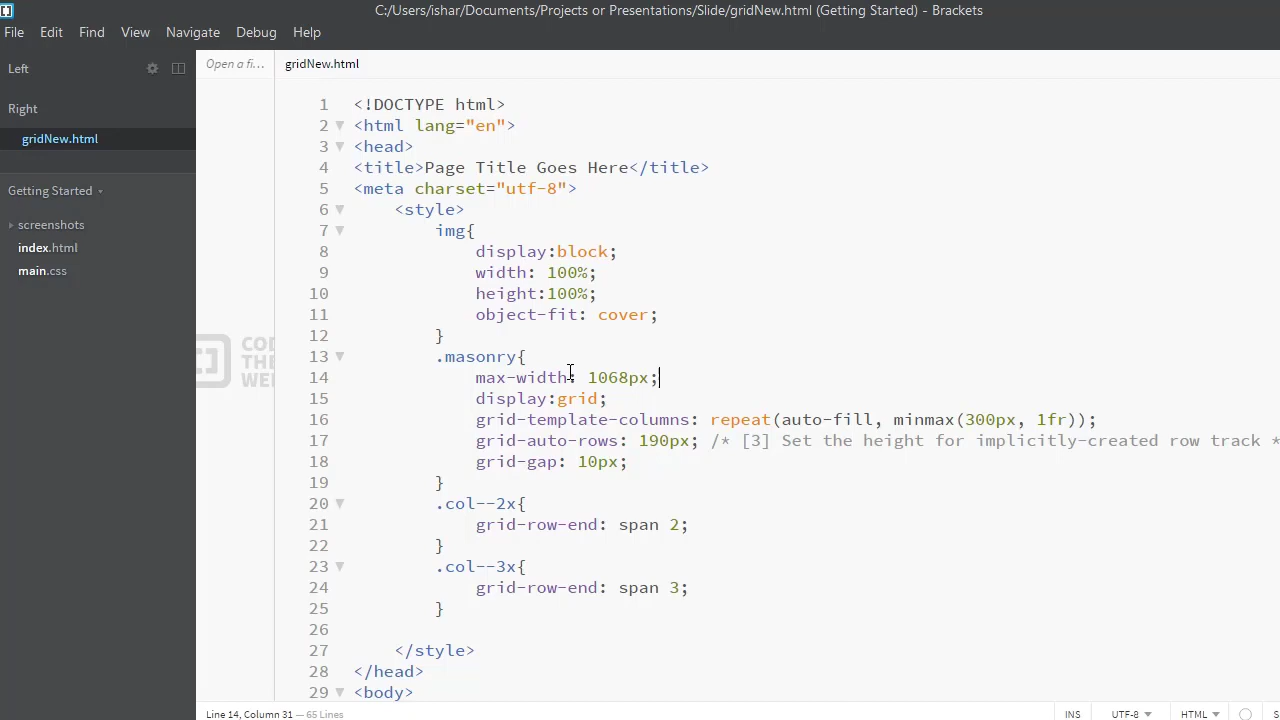 C:/Users/ishar/Documents/Projects or Presentations/Slide/gridNew.html (Getting Started) - Brackets
File Edit Find View Navigate Debug Help
Left
Right
gridNew.html
Getting Started
screenshots
index.html
main.css
Open a fi...
COD
THE
WEB
gridNew.html
1 <!DOCTYPE html>
2 <html lang="en">
3 <head>
4 <title>Page Title Goes Here</title>
5 <meta charset="utf-8">
6 <style>
7 img{
8 display:block;
9 width: 100%;
10 height:100%;
11 object-fit: cover;
12 }
13 .masonry{
14 max-width: 1068px;
15 display:grid;
16 grid-template-columns: repeat(auto-fill, minmax(300px, 1fr));
17 grid-auto-rows: 190px; /* [3] Set the height for implicitly-created row track *
18 grid-gap: 10px;
19 }
20 .col--2x{
21 grid-row-end: span 2;
22 }
23 .col--3x{
24 grid-row-end: span 3;
25 }
26
27 </style>
28 </head>
29 <body>
Line 14, Column 31 — 65 Lines
INS UTF-8 HTML S